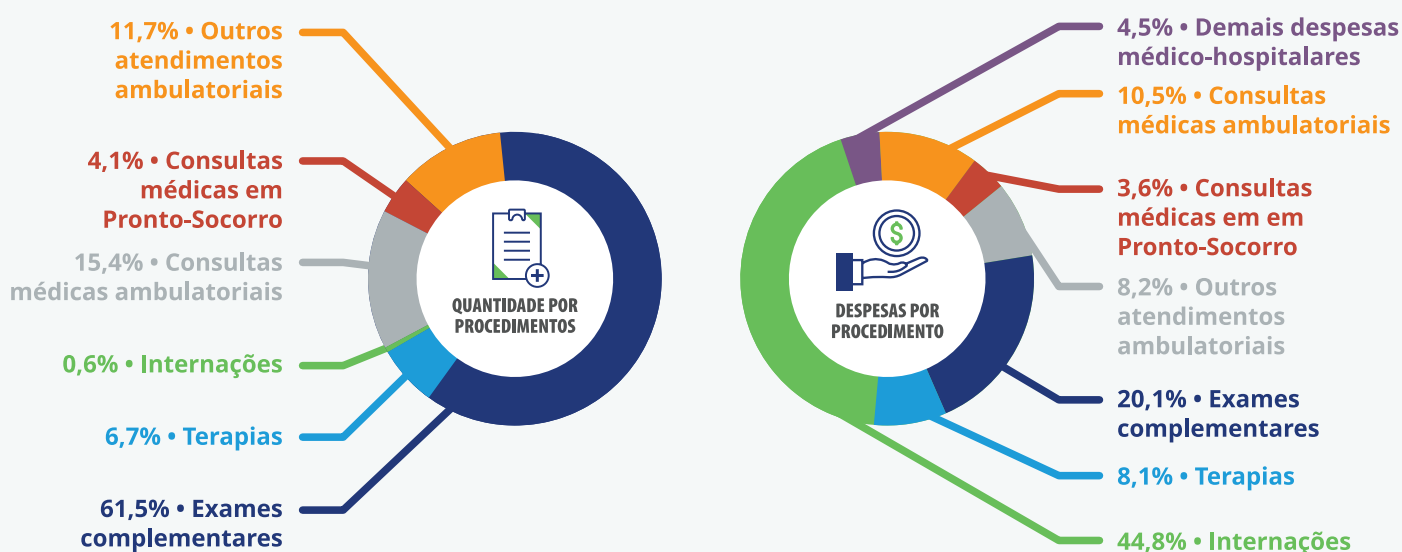 11,7% • Outros
atendimentos
ambulatoriais
4,1% • Consultas
médicas em
Pronto-Socorro
15,4% • Consultas
médicas ambulatoriais
0,6% • Internações
6,7% • Terapias
61,5% • Exames
complementares
QUANTIDADE POR
PROCEDIMENTOS
$
DESPESAS POR
PROCEDIMENTO
4,5% • Demais despesas
médico-hospitalares
10,5% • Consultas
médicas ambulatoriais
3,6% • Consultas
médicas em em
Pronto-Socorro
8,2% • Outros
atendimentos
ambulatoriais
20,1% • Exames
complementares
8,1% • Terapias
44,8% • Internações